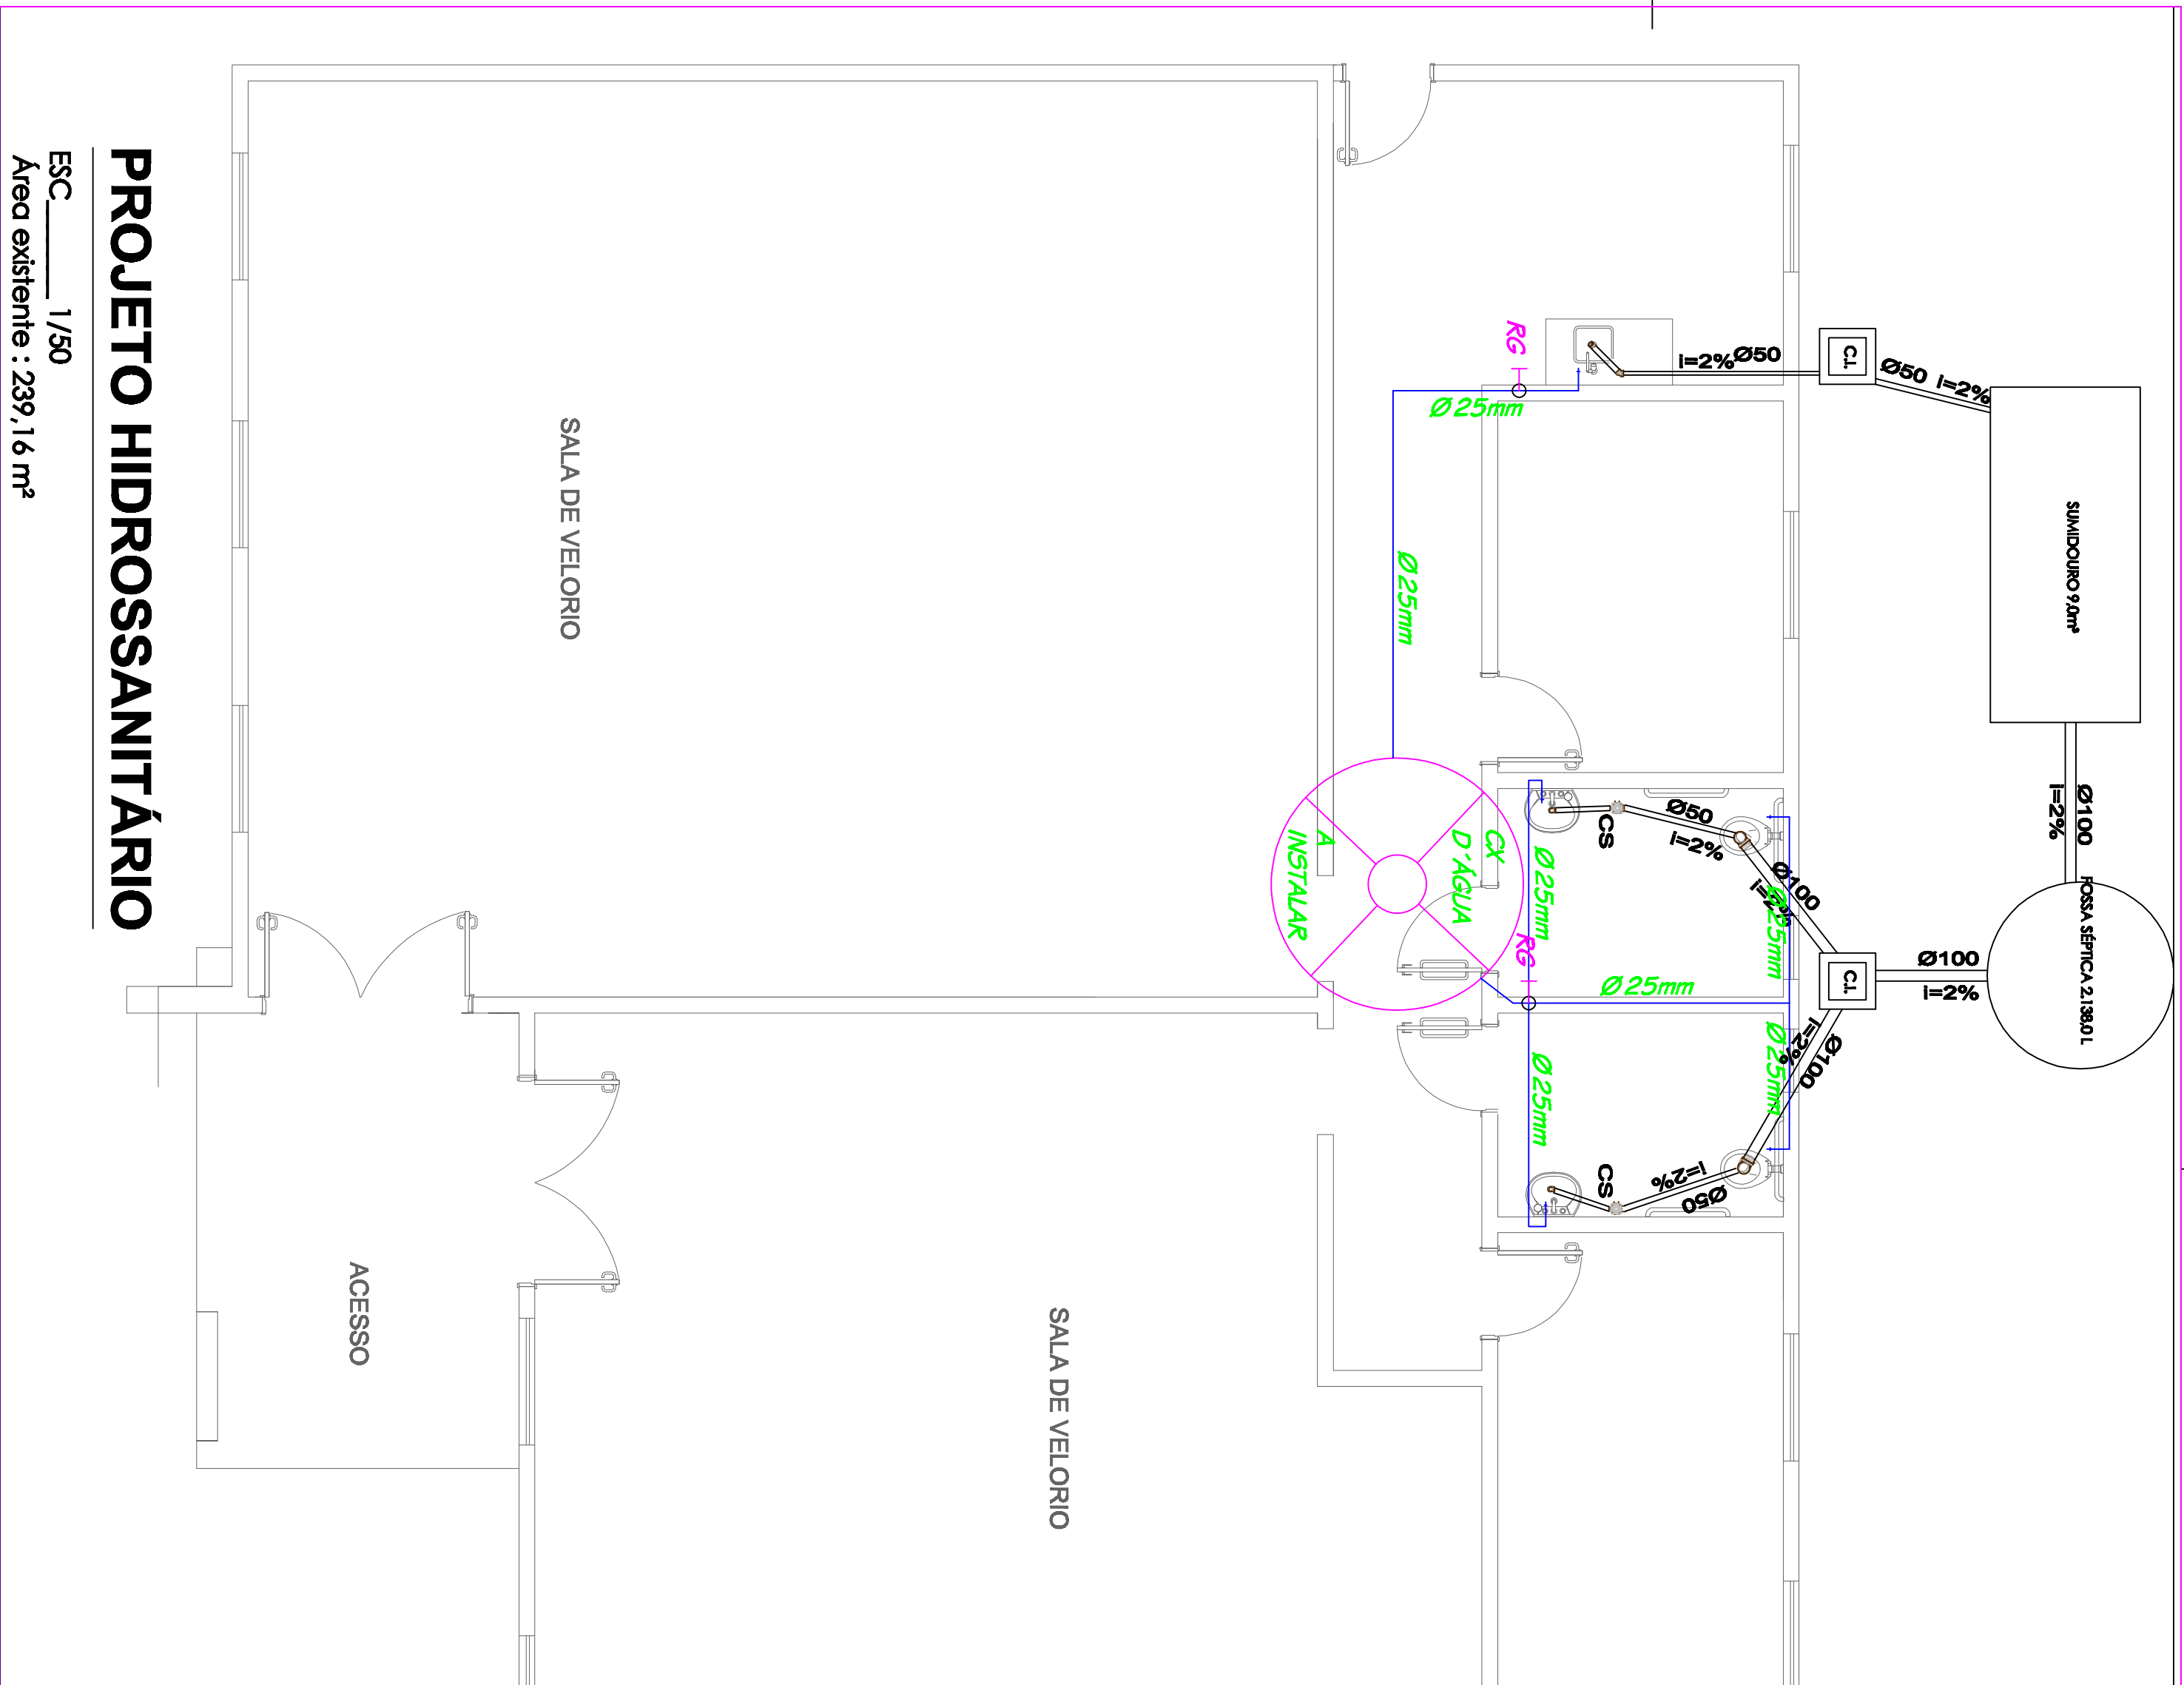 SUMIDOURO 9,0m³
Ø100
i=2%
FOSSA SÉPTICA 2.138,0 L
Ø50 i=2%
C.I.
Ø50
i=2%
Ø100
i=2%
C.I.
Ø100
i=2%
Ø25mm
Ø100
i=2%
Ø25mm
Ø50
i=2%
CS
Ø25mm
i=2%
Ø50
CS
RG
Ø25mm
Ø25mm
RG
Ø25mm
Ø25mm
CX
D'ÁGUA
A
INSTALAR
SALA DE VELORIO
SALA DE VELORIO
ACESSO
PROJETO HIDROSSANITÁRIO
ESC______ 1/50
Área existente : 239,16 m²